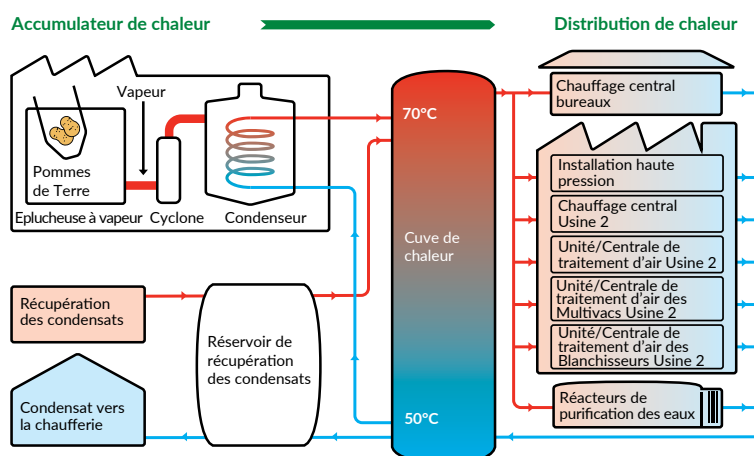 Accumulateur de chaleur
Distribution de chaleur
Vapeur
Pommes
de Terre
Eplucheuse à vapeur
Cyclone
Condenseur
Récupération
des condensats
Condensat vers
la chaufferie
Réservoir de
récupération
des condensats
70°C
Cuve de
chaleur
50°C
Chauffage central
bureaux
Installation haute
pression
Chauffage central
Usine 2
Unité/Centrale de
traitement d'air Usine 2
Unité/Centrale de
traitement d'air des
Multivacs Usine 2
Unité/Centrale de
traitement d'air des
Blanchisseurs Usine 2
Réacteurs de
purification des eaux